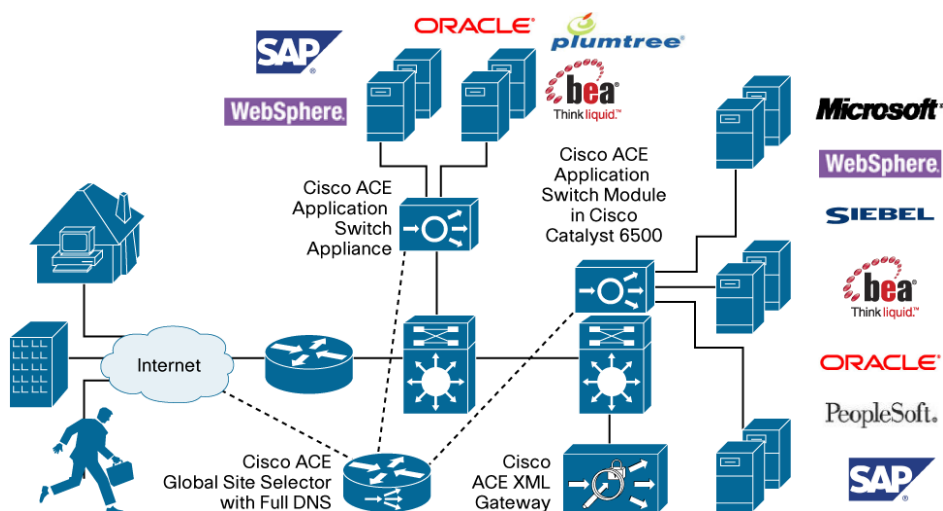 ORACLE®
plumtree®
SAP®
WebSphere®
bea®
Think liquid.™
Microsoft®
Cisco ACE
Application
Switch
Appliance
Cisco ACE
Application
Switch Module
in Cisco
Catalyst 6500
WebSphere®
SIEBEL
bea®
Think liquid.™
Internet
ORACLE®
PeopleSoft®
Cisco ACE
Global Site Selector
with Full DNS
Cisco
ACE XML
Gateway
SAP®